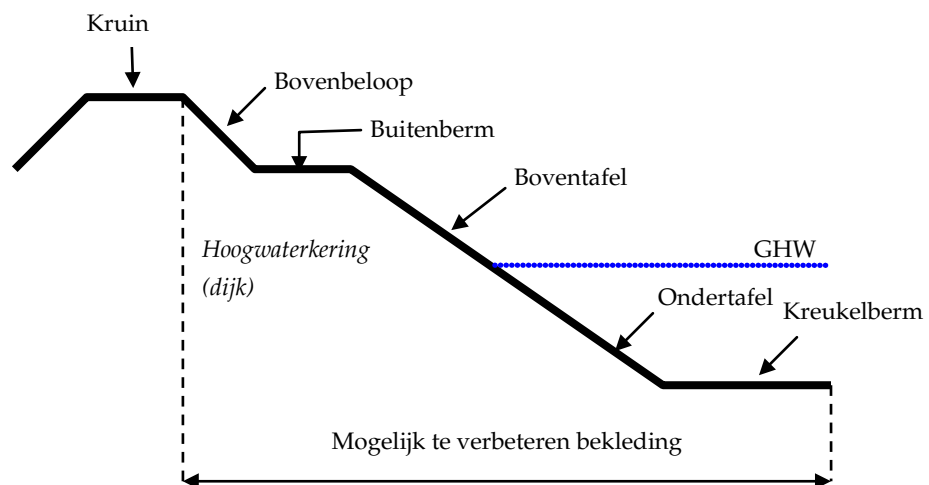 Kruin
Bovenbeloop
Buitenberm
Boventafel
Hoogwaterkering
(dijk)
GHW
Ondertafel
Kreukelberm
Mogelijk te verbeteren bekleding